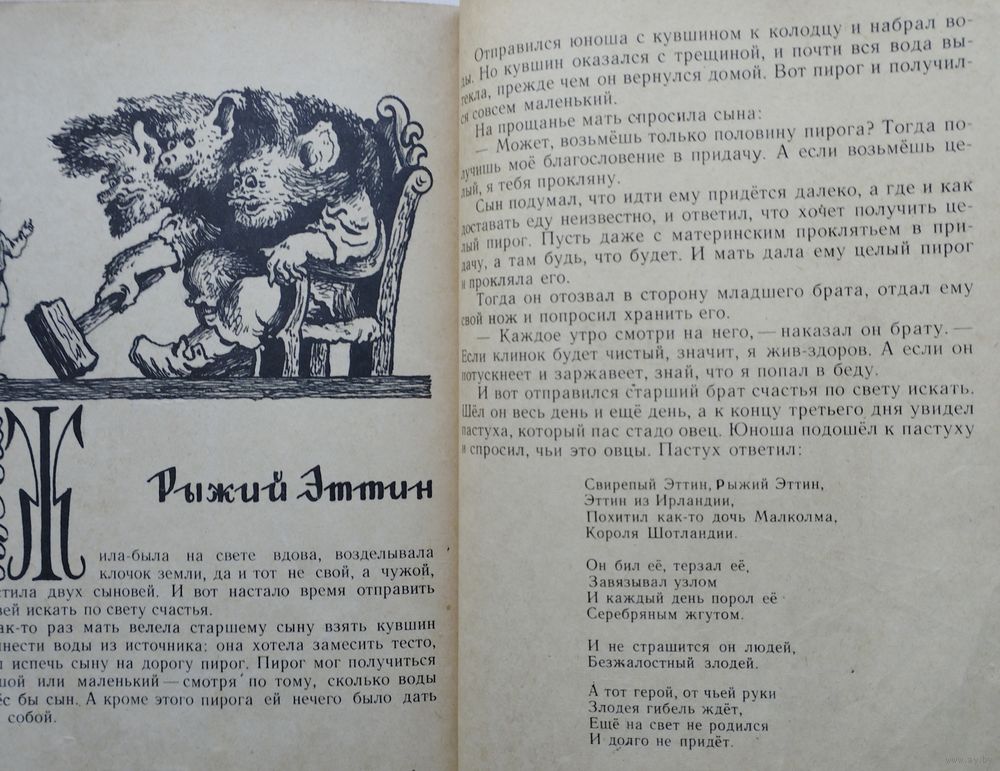 Рыжий Эттин
Жила-была на свете вдова, возделывала
клочок земли, да и тот не свой, а чужой,
стила двух сыновей. И вот настало время отправить
вей искать по свету счастья.
ак-то раз мать велела старшему сыну взять кувшин
инести воды из источника: она хотела замесить тесто,
ы испечь сыну на дорогу пирог. Пирог мог получиться
шой или маленький — смотря по тому, сколько воды
ёс бы сын. А кроме этого пирога ей нечего было дать
собой.
Отправился юноша с кувшином к колодцу и набрал во-
ды. Но кувшин оказался с трещиной, и почти вся вода вы-
текла, прежде чем он вернулся домой. Вот пирог и получил-
ся совсем маленький.
На прощанье мать спросила сына:
— Может, возьмёшь только половину пирога? Тогда по-
лучишь моё благословение в придачу. А если возьмёшь це-
лый, я тебя прокляну.
Сын подумал, что идти ему придётся далеко, а где и как
доставать еду неизвестно, и ответил, что хочет получить це-
лый пирог. Пусть даже с материнским проклятьем в при-
дачу, а там будь, что будет. И мать дала ему целый пирог
и прокляла его.
Тогда он отозвал в сторону младшего брата, отдал ему
свой нож и попросил хранить его.
— Каждое утро смотри на него, — наказал он брату. —
Если клинок будет чистый, значит, я жив-здоров. А если он
потускнеет и заржавеет, знай, что я попал в беду.
И вот отправился старший брат счастья по свету искать.
Шёл он весь день и ещё день, а к концу третьего дня увидел
пастуха, который пас стадо овец. Юноша подошёл к пастуху
и спросил, чьи это овцы. Пастух ответил:
Свирепый Эттин, Рыжий Эттин,
Эттин из Ирландии,
Похитил как-то дочь Малколма,
Короля Шотландии.
Он бил её, терзал её,
Завязывал узлом
И каждый день порол её
Серебряным жгутом.
И не страшится он людей,
Безжалостный злодей.
А тот герой, от чьей руки
Злодея гибель ждёт,
Ещё на свет не родился
И долго не придёт.
www.ay.by